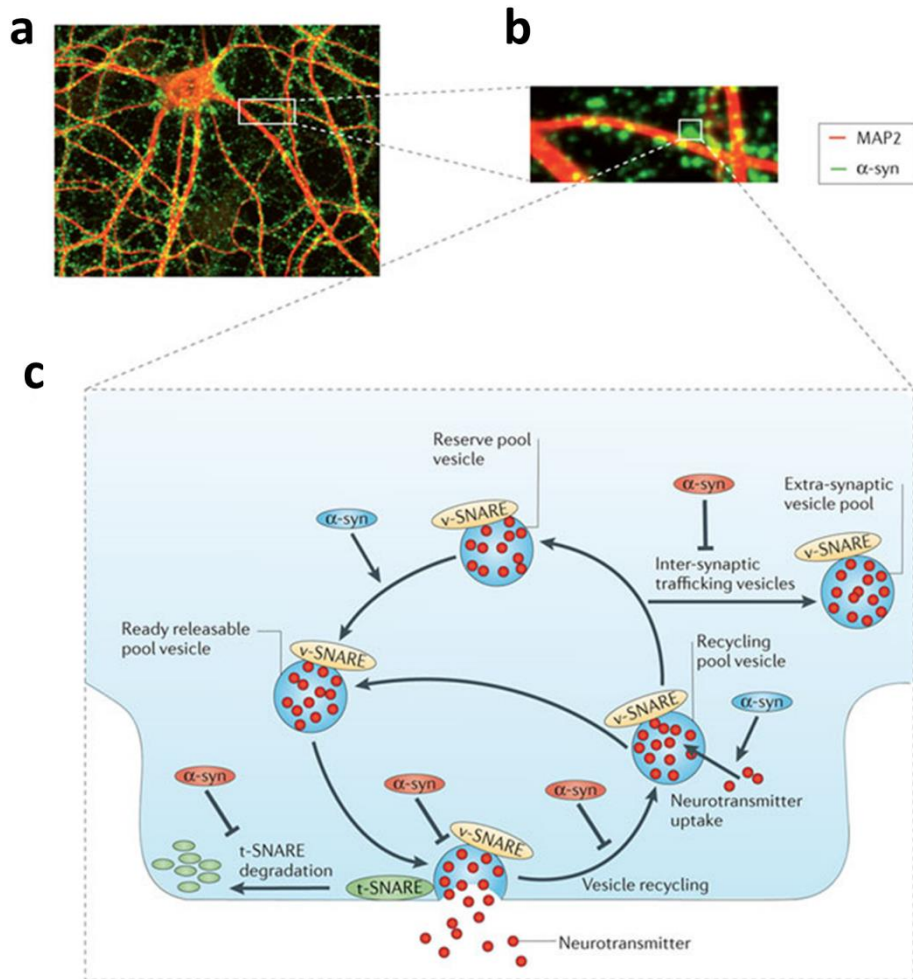 a
b
MAP2
α-syn
c
Reserve pool
vesicle
α-syn
Extra-synaptic
vesicle pool
α-syn
v-SNARE
v-SNARE
Inter-synaptic
trafficking vesicles
Ready releasable
pool vesicle
v-SNARE
Recycling
pool vesicle
v-SNARE
α-syn
α-syn
α-syn
α-syn
Neurotransmitter
uptake
v-SNARE
t-SNARE
degradation
t-SNARE
Vesicle recycling
Neurotransmitter